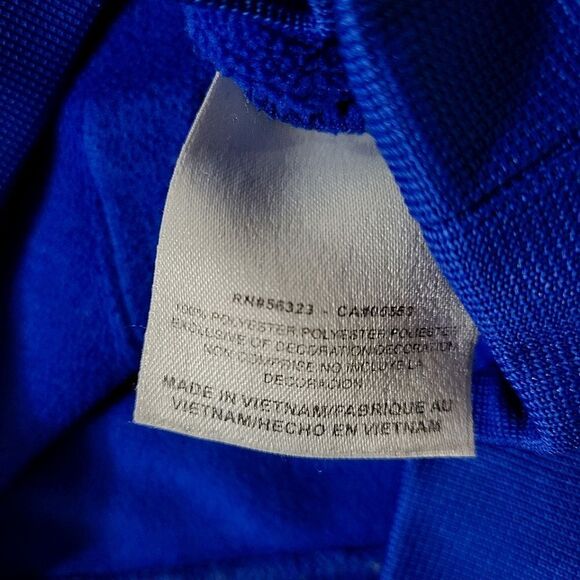 RN#56323 - CA#05553
100% POLYESTER POLYESTER POLIESTER
EXCLUSIVE OF DECORATION/DECORATION
NON COMPRISE NO INCLUYE LA
DECORACION
MADE IN VIETNAM/FABRIQUE AU
VIETNAM/HECHO EN VIETNAM